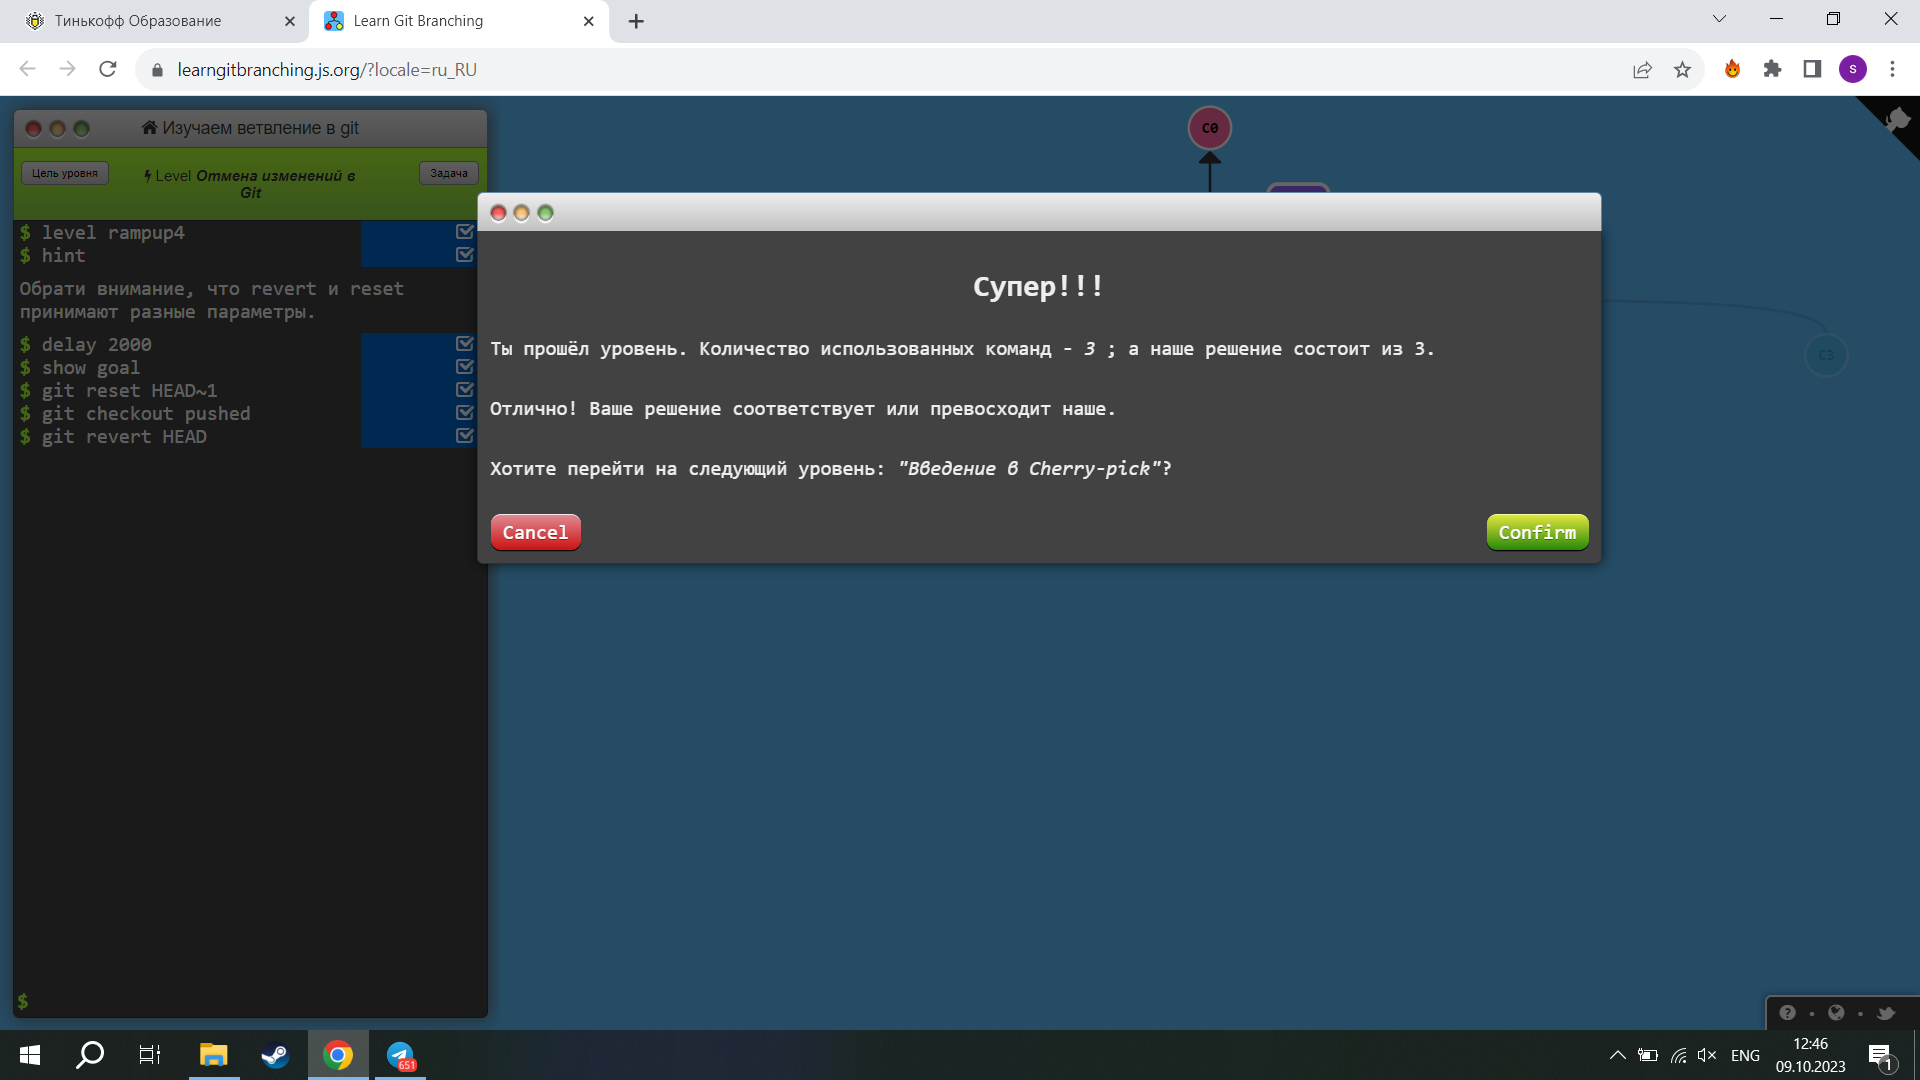 Тинькофф Образование
Learn Git Branching
learngitbranching.js.org/?locale=ru_RU
s
Изучаем ветвление в git
Цель уровня
Level Отмена изменений в
Git
Задача
$ level rampup4
$ hint
Обрати внимание, что revert и reset
принимают разные параметры.
$ delay 2000
$ show goal
$ git reset HEAD~1
$ git checkout pushed
$ git revert HEAD
$
C0
C3
Супер!!!
Ты прошёл уровень. Количество использованных команд - 3 ; а наше решение состоит из 3.
Отлично! Ваше решение соответствует или превосходит наше.
Хотите перейти на следующий уровень: "Введение в Cherry-pick"?
Cancel
Confirm
651
ENG
12:46
09.10.2023
1